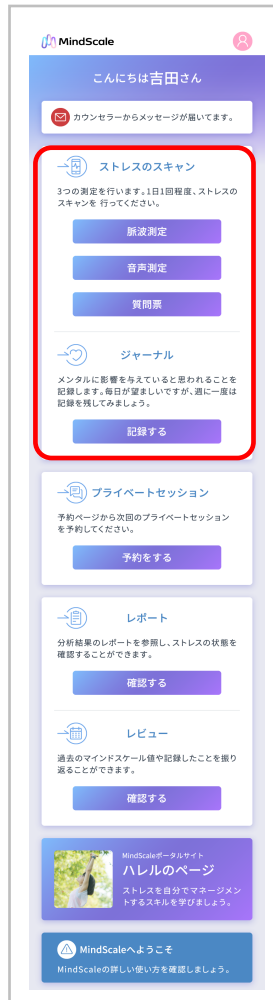 MindScale
こんにちは吉田さん
カウンセラーからメッセージが届いてます。
ストレスのスキャン
3つの測定を行います。1日1回程度、ストレスの
スキャンを 行ってください。
脈波測定
音声測定
質問票
ジャーナル
メンタルに影響を与えていると思われることを
記録します。毎日が望ましいですが、週に一度は
記録を残してみましょう。
記録する
プライベートセッション
予約ページから次回のプライベートセッション
を予約してください。
予約をする
レポート
分析結果のレポートを参照し、ストレスの状態を
確認することができます。
確認する
レビュー
過去のマインドスケール値や記録したことを振り
返ることができます。
確認する
MindScaleポータルサイト
ハレルのページ
ストレスを自分でマネージメン
トするスキルを学びましょう。
MindScaleへようこそ
MindScaleの詳しい使い方を確認しましょう。